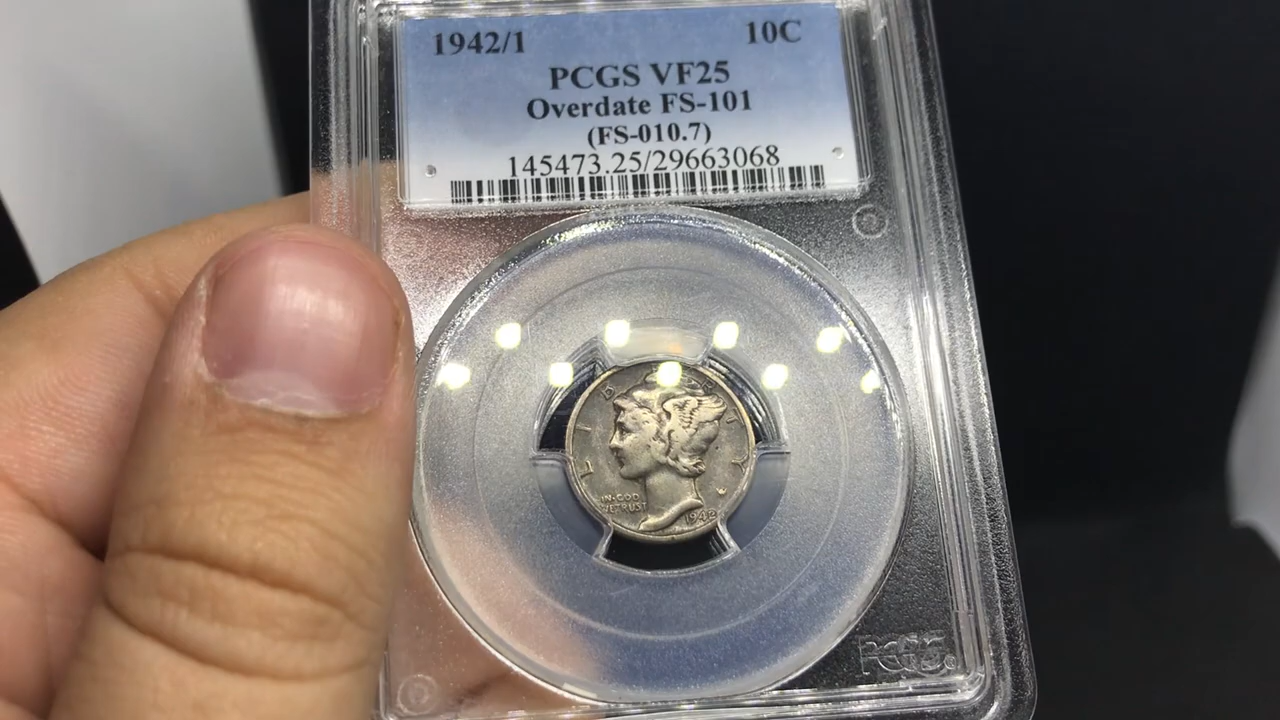 1942/1 10C
PCGS VF25
Overdate FS-101
(FS-010.7)
145473.25/29663068
LIBERTY
IN·GOD
WE TRUST
1942
PCGS